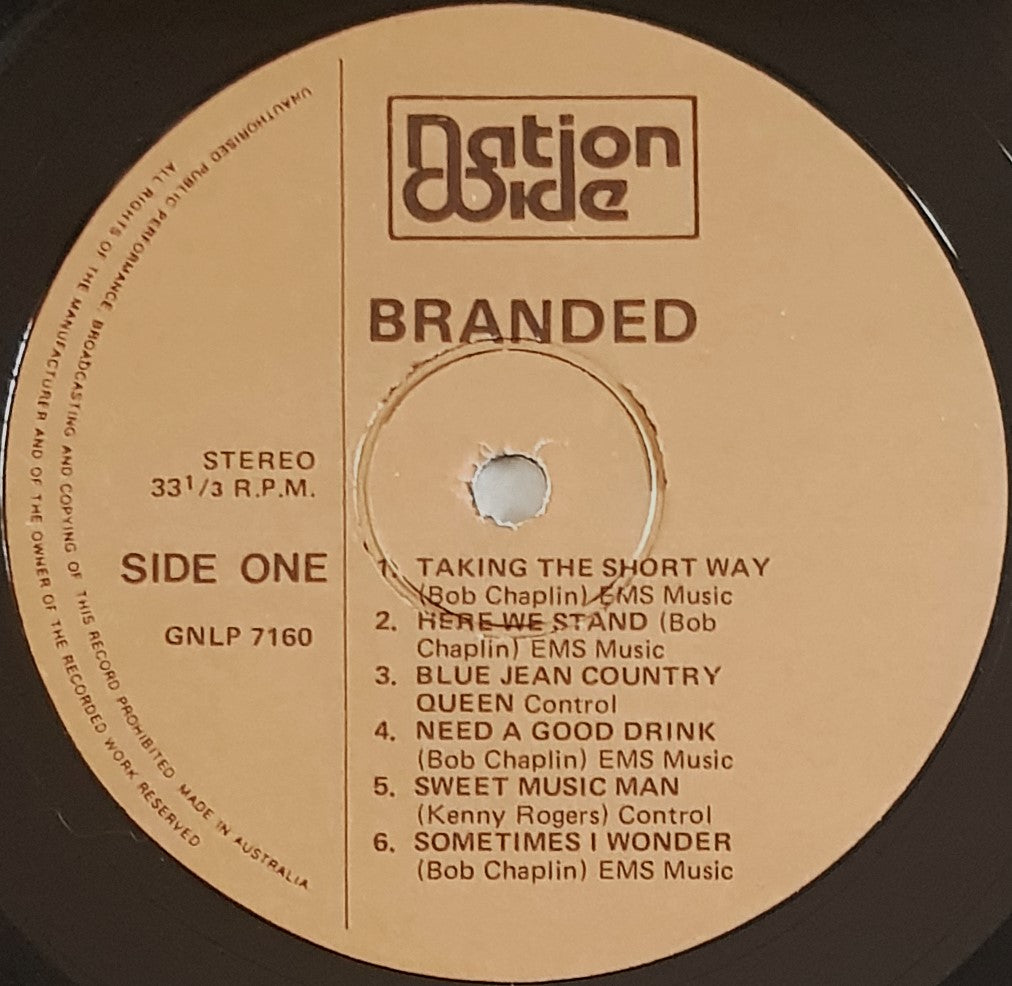 Nation
Wide
BRANDED
STEREO
33 1/3 R.P.M.
SIDE ONE
GNLP 7160
1. TAKING THE SHORT WAY
(Bob Chaplin) EMS Music
2. HERE WE STAND (Bob
Chaplin) EMS Music
3. BLUE JEAN COUNTRY
QUEEN Control
4. NEED A GOOD DRINK
(Bob Chaplin) EMS Music
5. SWEET MUSIC MAN
(Kenny Rogers) Control
6. SOMETIMES I WONDER
(Bob Chaplin) EMS Music
UNAUTHORISED PUBLIC PERFORMANCE, BROADCASTING AND COPYING OF THIS RECORD PROHIBITED MADE IN AUSTRALIA
ALL RIGHTS OF THE MANUFACTURER AND OF THE OWNER OF THE RECORDED WORK RESERVED